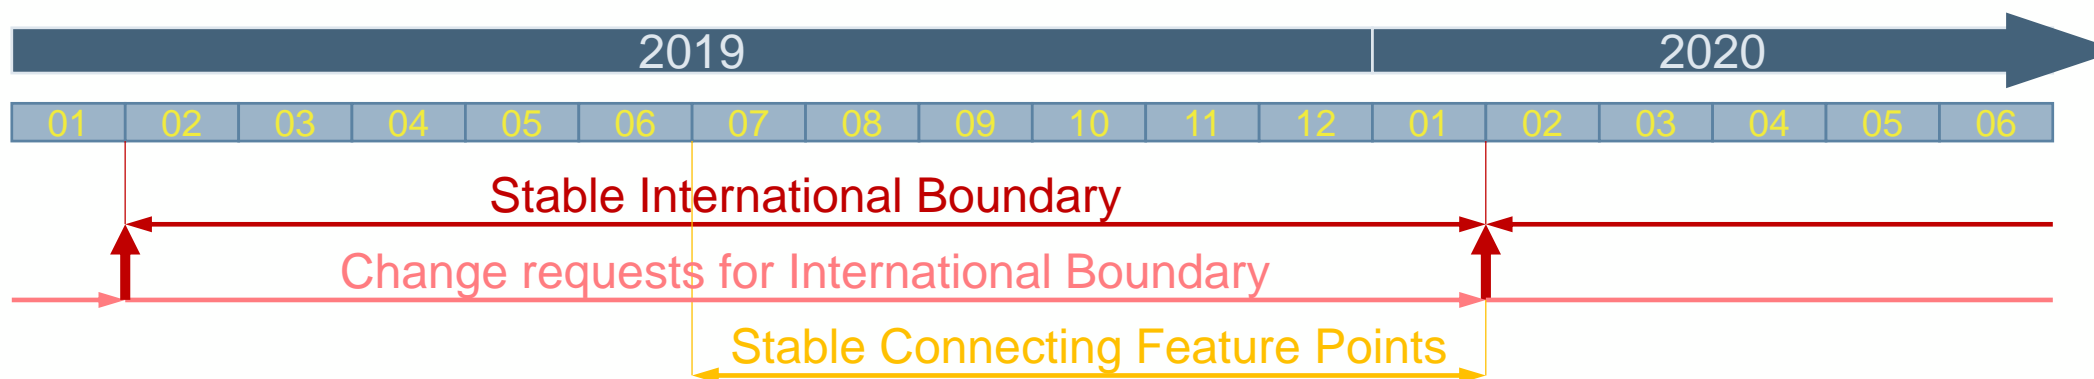 2019 2020
01 02 03 04 05 06 07 08 09 10 11 12 01 02 03 04 05 06
Stable International Boundary
Change requests for International Boundary
Stable Connecting Feature Points